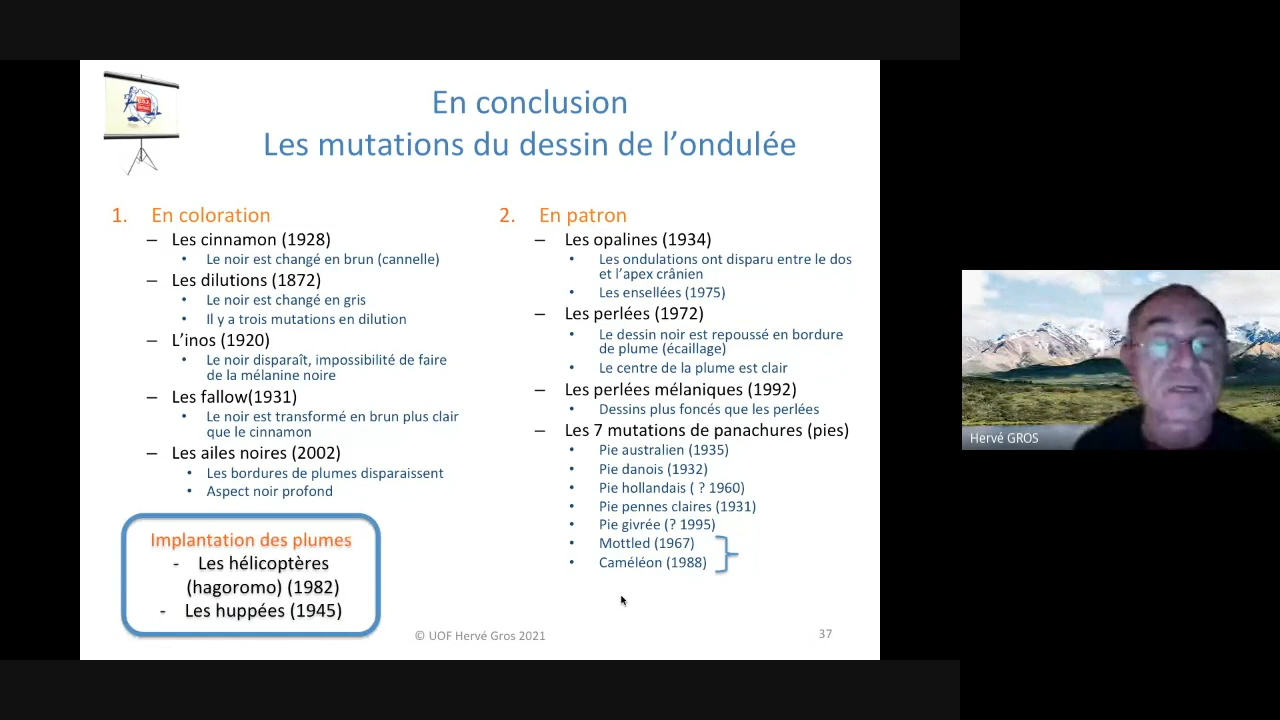 En conclusion
Les mutations du dessin de l’ondulée
1. En coloration
– Les cinnamon (1928)
• Le noir est changé en brun (cannelle)
– Les dilutions (1872)
• Le noir est changé en gris
• Il y a trois mutations en dilution
– L’inos (1920)
• Le noir disparaît, impossibilité de faire
de la mélanine noire
– Les fallow(1931)
• Le noir est transformé en brun plus clair
que le cinnamon
– Les ailes noires (2002)
• Les bordures de plumes disparaissent
• Aspect noir profond
Implantation des plumes
- Les hélicoptères
(hagoromo) (1982)
- Les huppées (1945)
2. En patron
– Les opalines (1934)
• Les ondulations ont disparu entre le dos
et l’apex crânien
• Les ensellées (1975)
– Les perlées (1972)
• Le dessin noir est repoussé en bordure
de plume (écaillage)
• Le centre de la plume est clair
– Les perlées mélaniques (1992)
• Dessins plus foncés que les perlées
– Les 7 mutations de panachures (pies)
• Pie australien (1935)
• Pie danois (1932)
• Pie hollandais ( ? 1960)
• Pie pennes claires (1931)
• Pie givrée (? 1995)
• Mottled (1967)
• Caméléon (1988)
© UOF Hervé Gros 2021
37
Hervé GROS